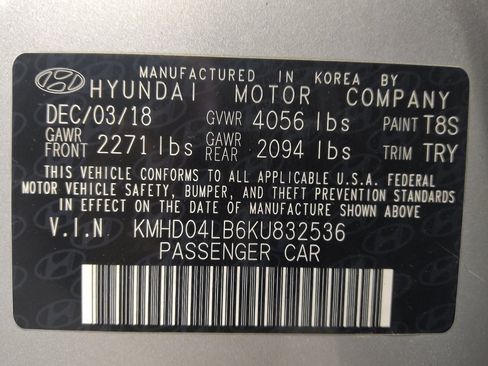 MANUFACTURED IN KOREA BY
HYUNDAI MOTOR COMPANY
DEC/03/18 GVWR 4056 lbs PAINT T8S
GAWR FRONT 2271 lbs GAWR REAR 2094 lbs TRIM TRY
THIS VEHICLE CONFORMS TO ALL APPLICABLE U.S.A. FEDERAL
MOTOR VEHICLE SAFETY, BUMPER, AND THEFT PREVENTION STANDARDS
IN EFFECT ON THE DATE OF MANUFACTURE SHOWN ABOVE.
V.I.N KMHD04LB6KU832536
PASSENGER CAR